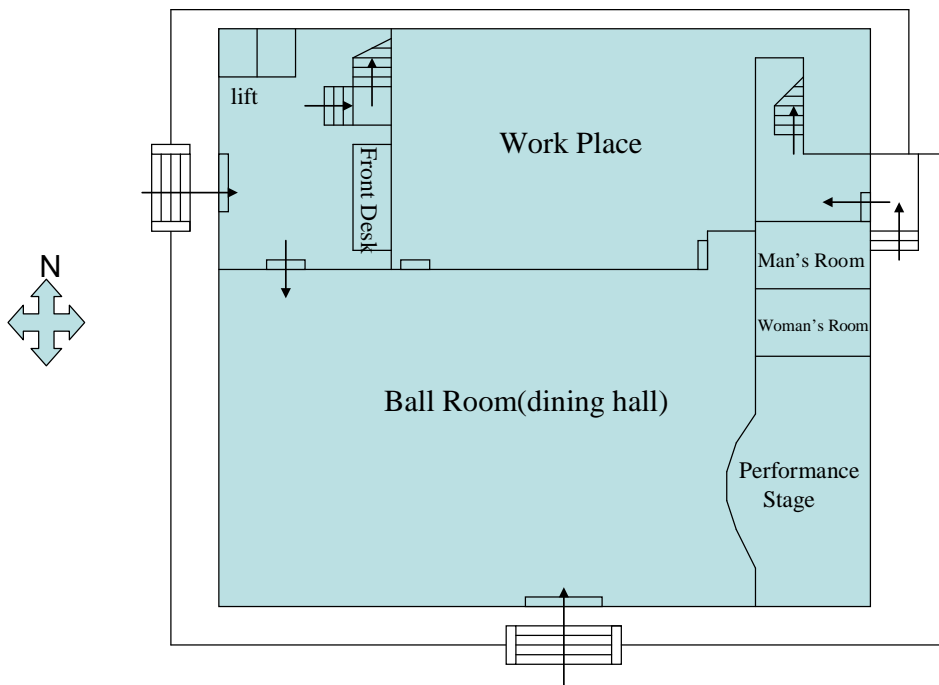 lift
Work Place
Front Desk
N
Man's Room
Woman's Room
Ball Room(dining hall)
Performance
Stage